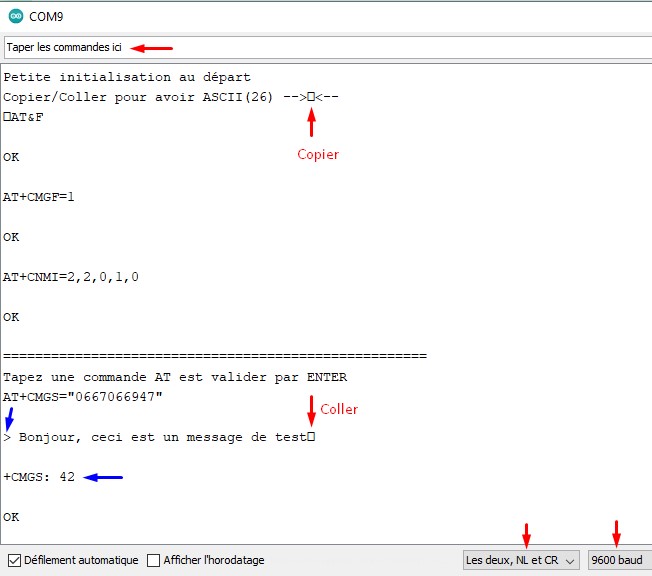 COM9
Taper les commandes ici
Petite initialisation au départ
Copier/Coller pour avoir ASCII(26) -->□<--
□AT&F
Copier
OK
AT+CMGF=1
OK
AT+CNMI=2,2,0,1,0
OK
=====================================================
Tapez une commande AT est valider par ENTER
AT+CMGS="0667066947"
Coller
> Bonjour, ceci est un message de test□
+CMGS: 42
OK
Défilement automatique Afficher l'horodatage Les deux, NL et CR 9600 baud